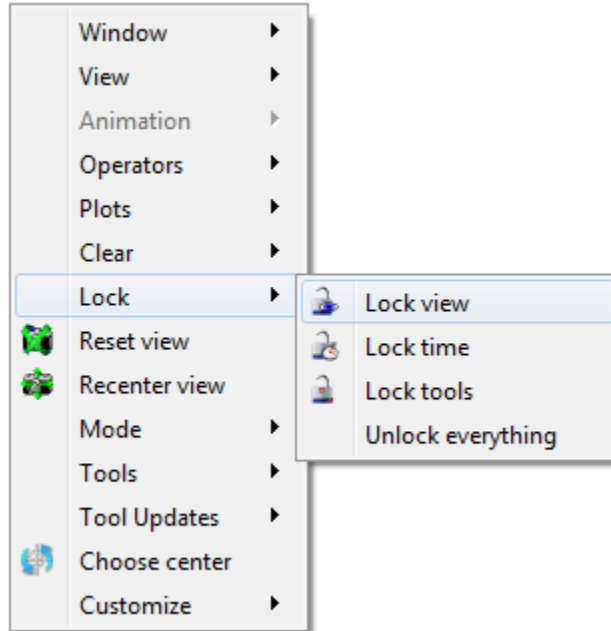 Window
View
Animation
Operators
Plots
Clear
Lock
Lock view
Reset view
Lock time
Recenter view
Lock tools
Mode
Unlock everything
Tools
Tool Updates
Choose center
Customize